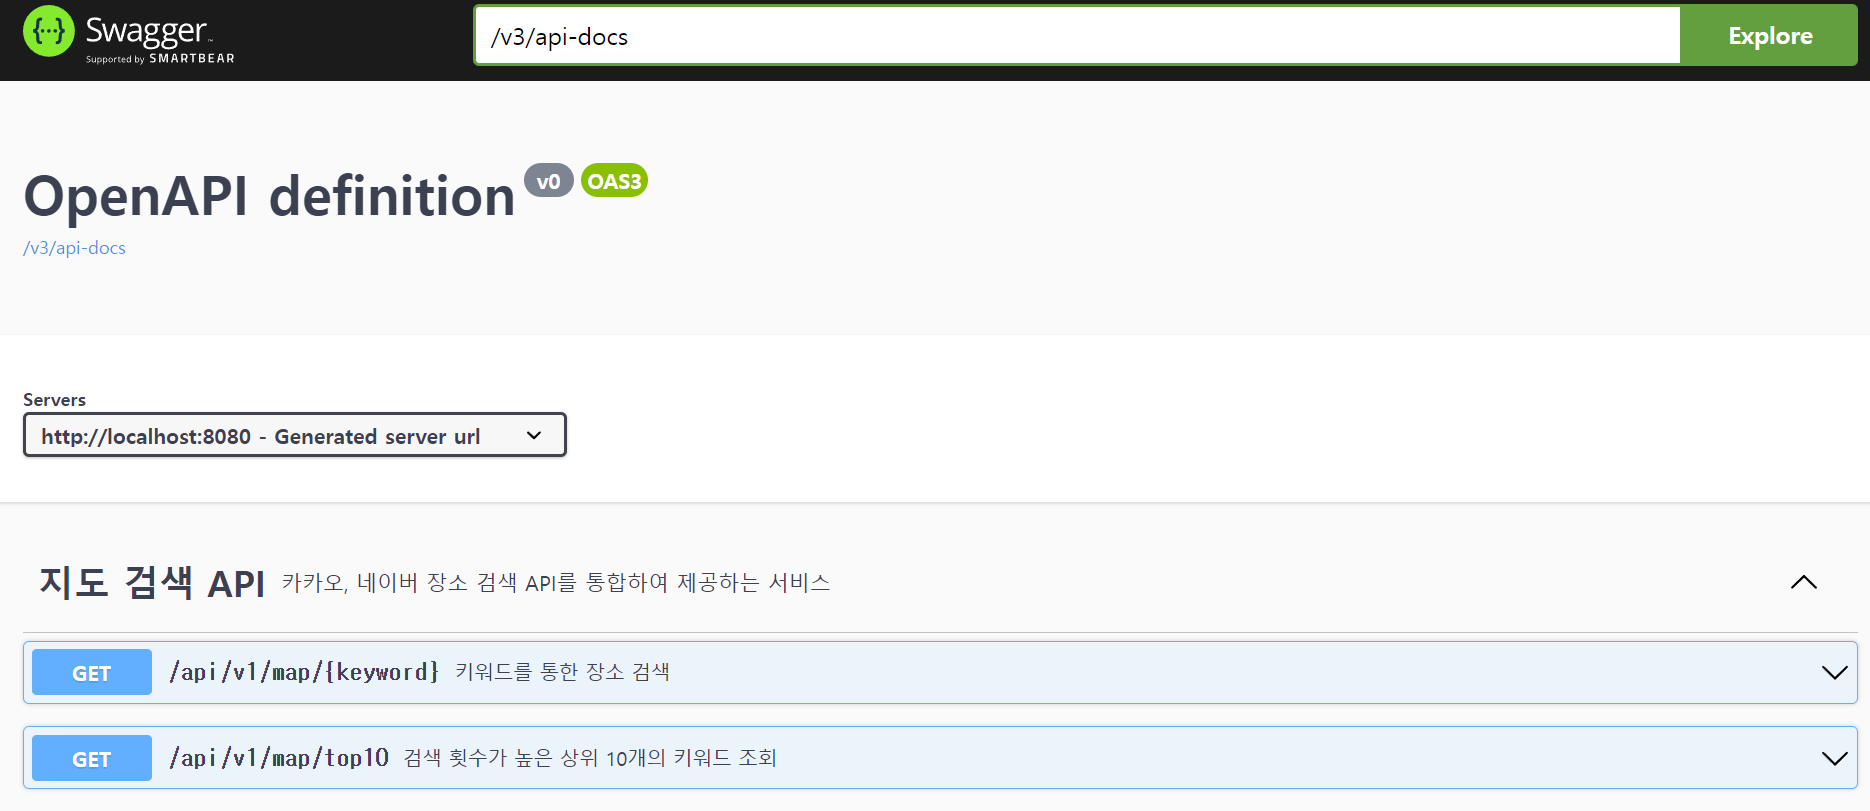 {···} Swagger™
Supported by SMARTBEAR
/v3/api-docs
Explore
OpenAPI definition v0 OAS3
/v3/api-docs
Servers
http://localhost:8080 - Generated server url
지도 검색 API 카카오, 네이버 장소 검색 API를 통합하여 제공하는 서비스
GET /api/v1/map/{keyword} 키워드를 통한 장소 검색
GET /api/v1/map/top10 검색 횟수가 높은 상위 10개의 키워드 조회